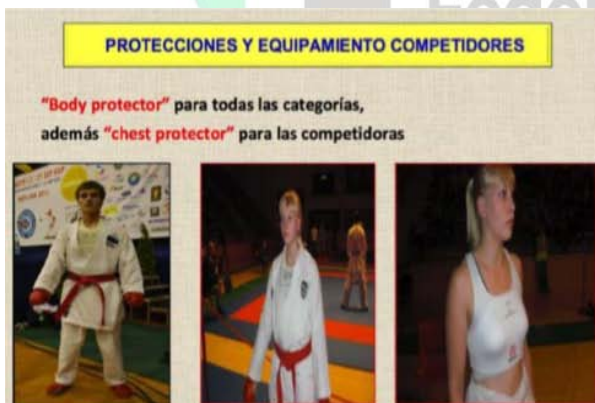 PROTECCIONES Y EQUIPAMIENTO COMPETIDORES
“Body protector” para todas las categorías,
además “chest protector” para las competidoras